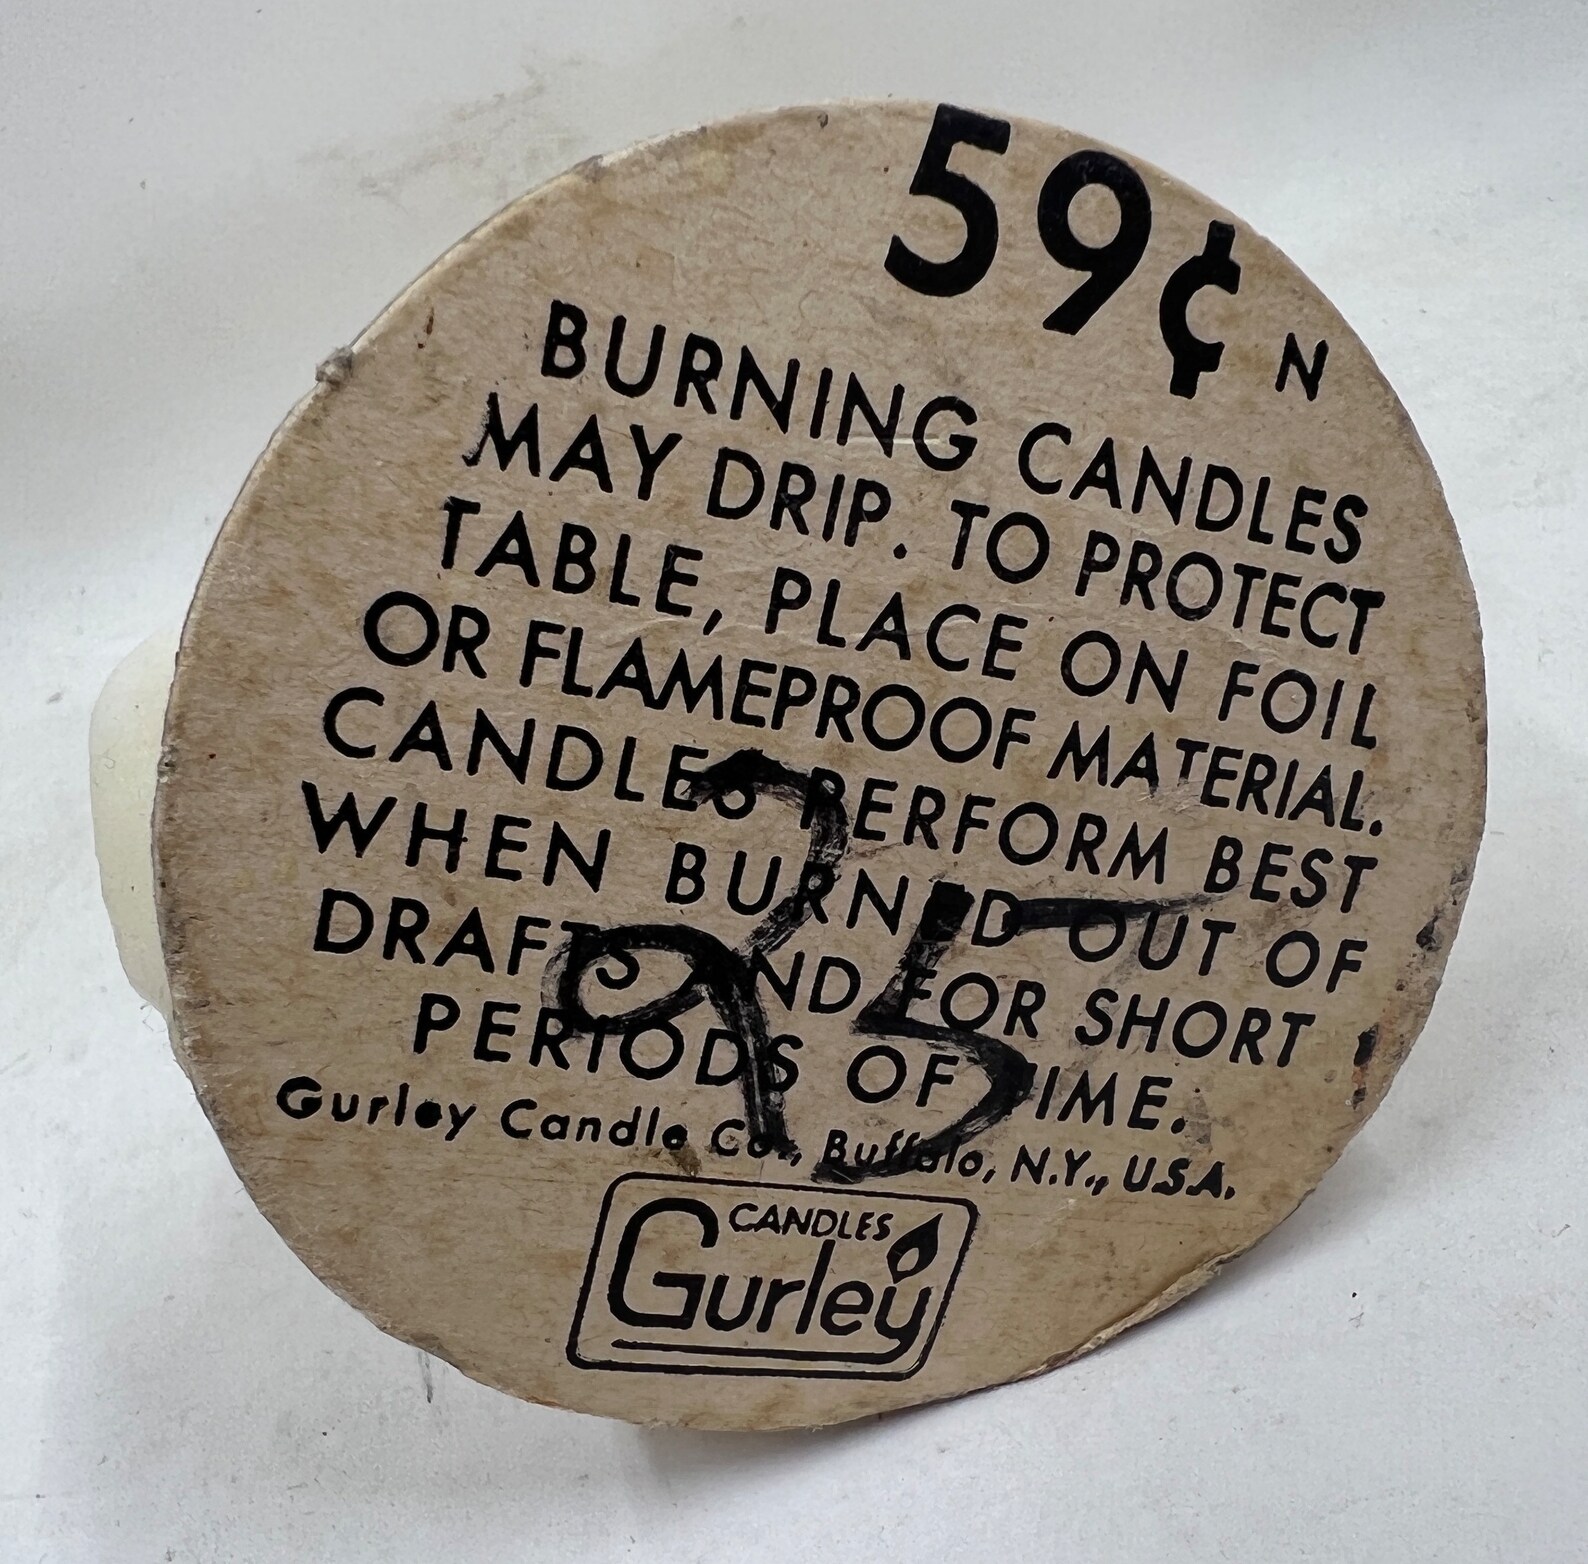 59¢ N
BURNING CANDLES
MAY DRIP. TO PROTECT
TABLE, PLACE ON FOIL
OR FLAMEPROOF MATERIAL.
CANDLES PERFORM BEST
WHEN BURNED OUT OF
DRAFTS AND FOR SHORT
PERIODS OF TIME.
25
Gurley Candle Co., Buffalo, N.Y., U.S.A.
CANDLES
Gurley